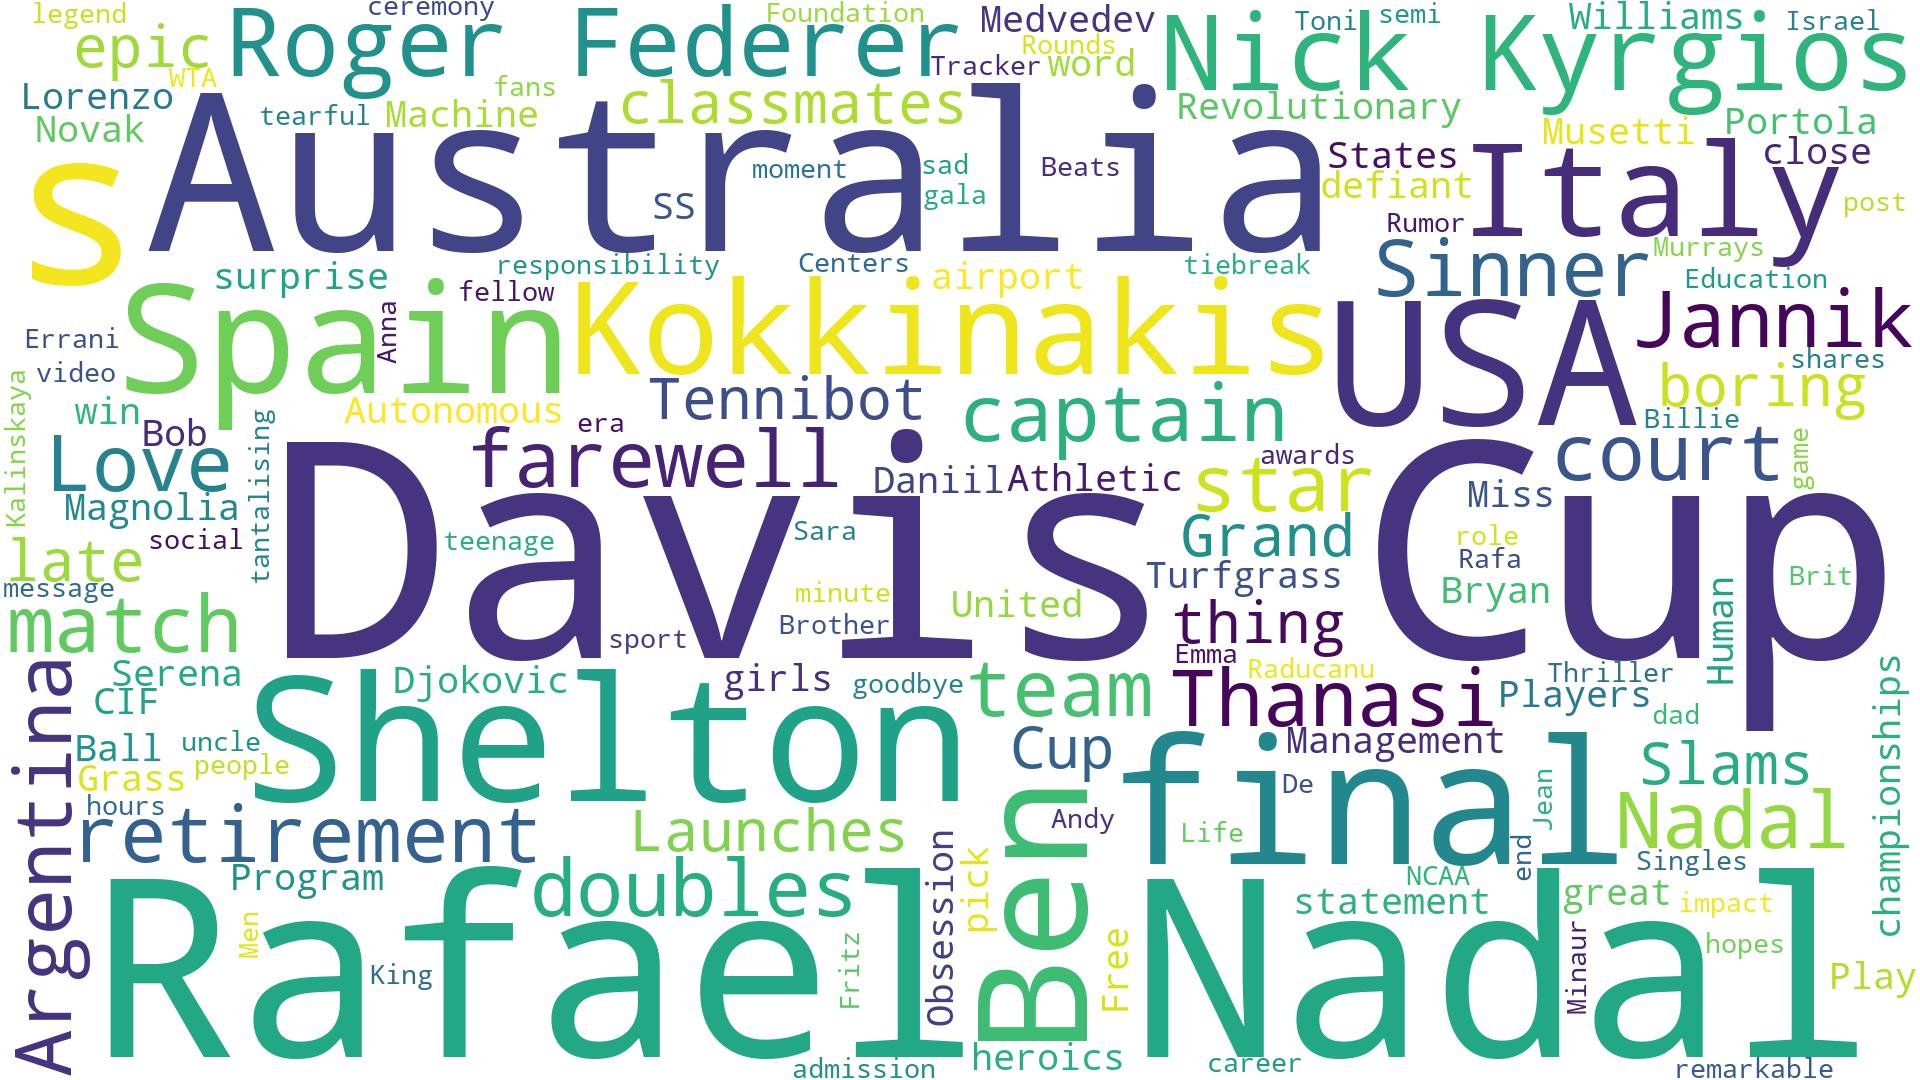 legend
ceremony
Foundation
Medvedev
Toni
semi
Williams
Israel
epic
Roger Federer
Rounds
Nick Kyrgios
WTA
Tracker
word
Lorenzo
fans
tearful
Machine
classmates
Revolutionary
Novak
Musetti
Portola
s
Australia
moment
sad
Beats
States
close
Italy
SS
gala
defiant
Rumor
post
surprise
responsibility
Centers
airport
tiebreak
Sinner
Murrays
Education
fellow
Spain
Anna
Kokkinakis
USA
Jannik
Errani
video
shares
boring
Kalinskaya
win
Autonomous
Tennibot
captain
Billie
era
Bob
tantalising
Love
farewell
awards
court
game
Daniil
Athletic
star
Miss
Magnolia
Davis Cup
social
teenage
Sara
Grand
role
Rafa
late
message
minute
Turfgrass
Bryan
Brit
match
United
Brother
sport
thing
Human
Emma
Raducanu
Serena
Djokovic
girls
goodbye
team
Thanasi
Thriller
Players
CIF
Argentina
Shelton
dad
championships
Ball
uncle
people
Cup
Management
Slams
Grass
final
De
Jean
hours
retirement
Launches
Andy
Life
Nadal
Ben
end
Singles
Program
doubles
Obsession
pick
NCAA
statement
great
impact
Rafael Nadal
Men
King
Fritz
Free
Minaur
hopes
Play
heroics
career
admission
remarkable